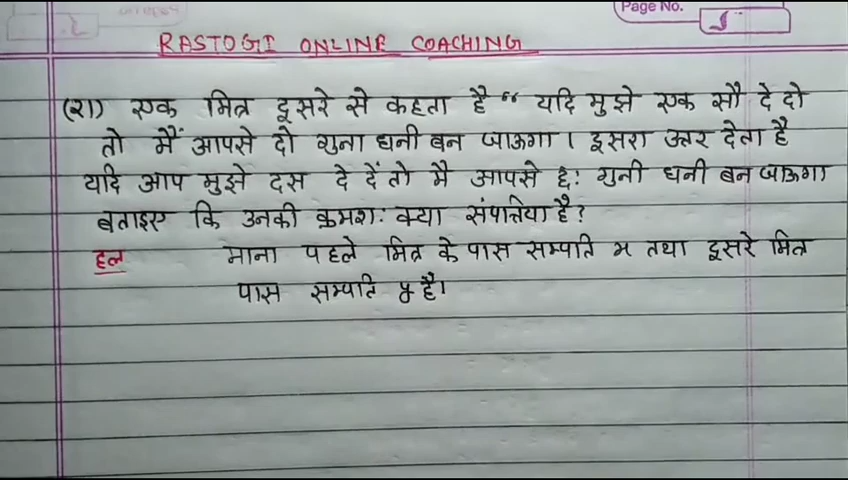 Page No.
RASTOGI ONLINE COACHING
(21) एक मित्र दूसरे से कहता है "यदि मुझे एक सौ दे दो
तो मैं आपसे दो गुना धनी बन जाऊगा । दूसरा उत्तर देता है
यदि आप मुझे दस दे दें तो मै आपसे छ: गुनी धनी बन जाऊगा
बताइए कि उनकी क्रमश: क्या संपत्तिया है ?
हल माना पहले मित्र के पास सम्पति x तथा दूसरे मित्र
पास सम्पति y है।